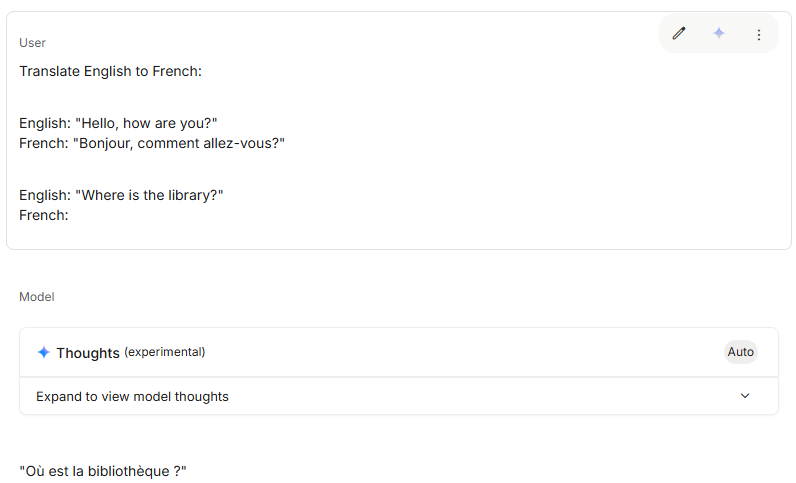 User
Translate English to French:
English: "Hello, how are you?"
French: "Bonjour, comment allez-vous?"
English: "Where is the library?"
French:
Model
Thoughts (experimental) Auto
Expand to view model thoughts
"Où est la bibliothèque ?"